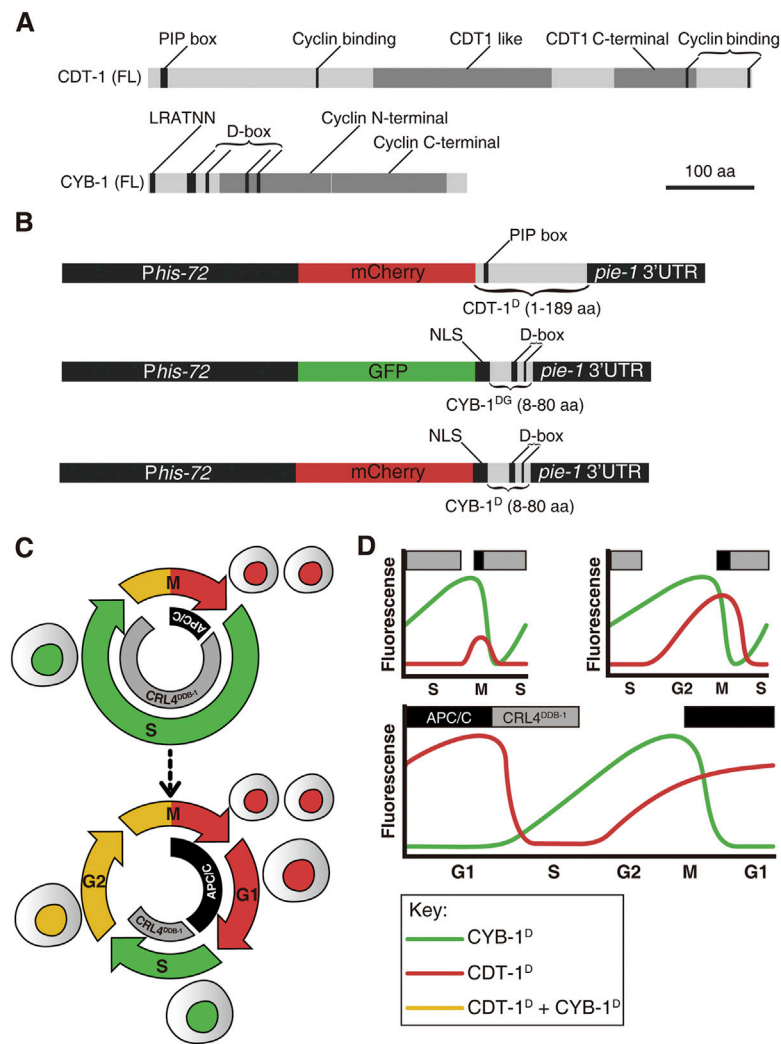 A
PIP box
Cyclin binding
CDT1 like
CDT1 C-terminal
Cyclin binding
CDT-1 (FL)
LRATNN
D-box
Cyclin N-terminal
Cyclin C-terminal
CYB-1 (FL)
100 aa
B
PIP box
Phis-72
mCherry
pie-1 3'UTR
CDT-1D (1-189 aa)
NLS
D-box
Phis-72
GFP
pie-1 3'UTR
CYB-1DG (8-80 aa)
NLS
D-box
Phis-72
mCherry
pie-1 3'UTR
CYB-1D (8-80 aa)
C
M
APC/C
CRL4DDB-1
S
M
G2
APC/C
G1
CRL4DDB-1
S
D
Fluorescense
S M S
Fluorescense
S G2 M S
APC/C
CRL4DDB-1
Fluorescense
G1 S G2 M G1
Key:
CYB-1D
CDT-1D
CDT-1D + CYB-1D